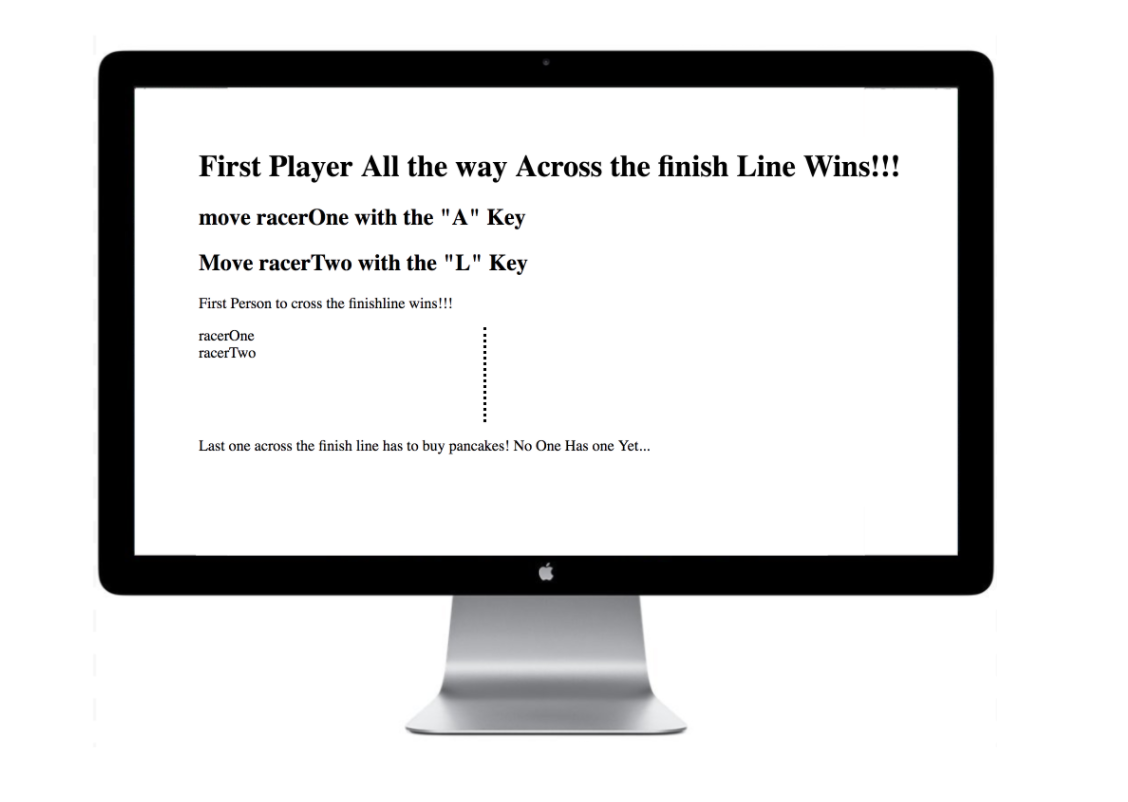 First Player All the way Across the finish Line Wins!!!
move racerOne with the "A" Key
Move racerTwo with the "L" Key
First Person to cross the finishline wins!!!
racerOne
racerTwo
Last one across the finish line has to buy pancakes! No One Has one Yet...